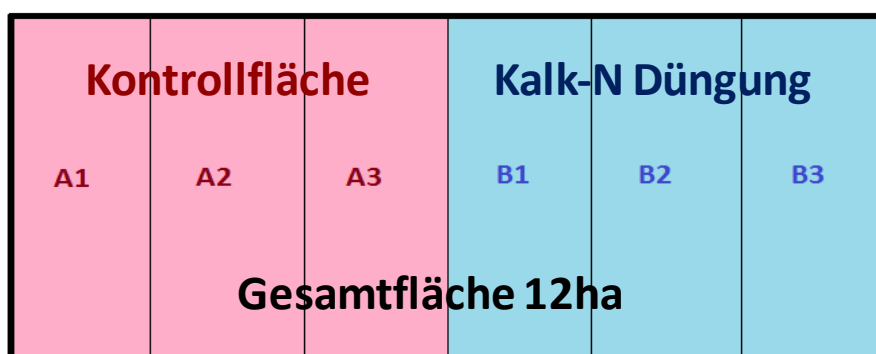 Kontrollfläche Kalk-N Düngung
A1 A2 A3 B1 B2 B3
Gesamtfläche 12ha